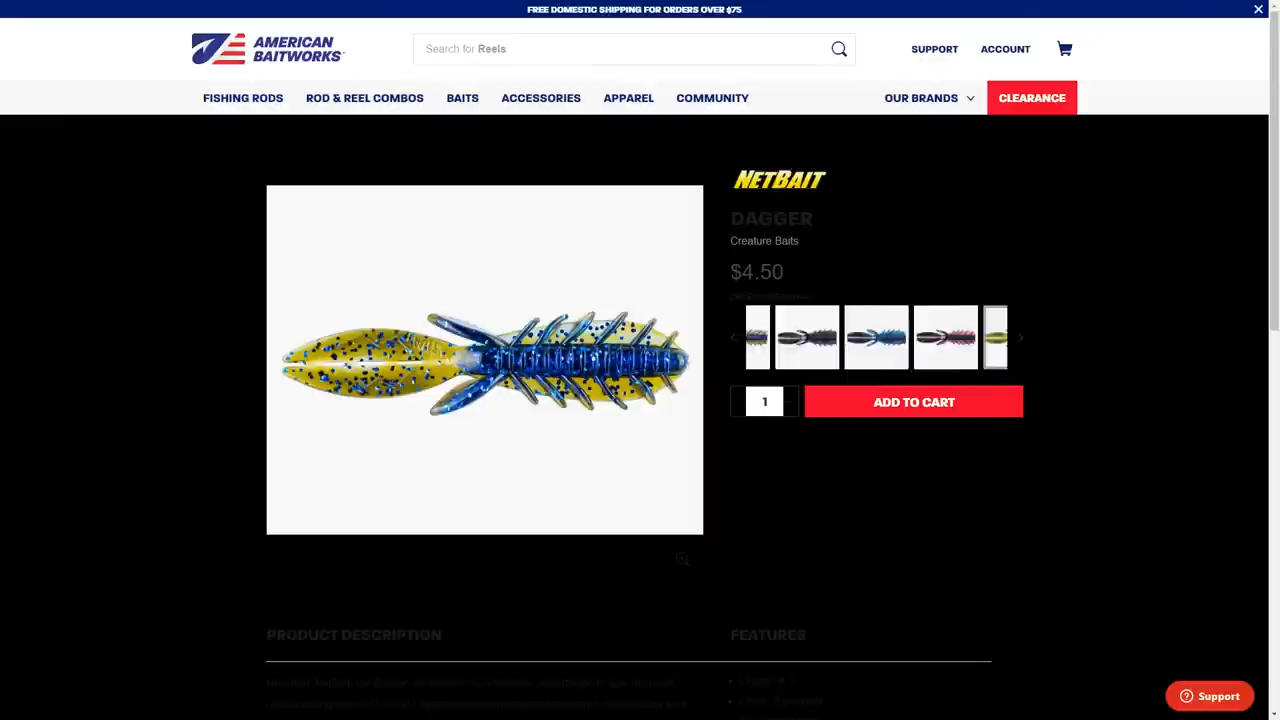 FREE DOMESTIC SHIPPING FOR ORDERS OVER $75
AMERICAN
BAITWORKS
Search for Reels
SUPPORT
ACCOUNT
FISHING RODS
ROD & REEL COMBOS
BAITS
ACCESSORIES
APPAREL
COMMUNITY
OUR BRANDS
CLEARANCE
NETBAIT
DAGGER
Creature Baits
$4.50
1
ADD TO CART
PRODUCT DESCRIPTION
FEATURES
Support